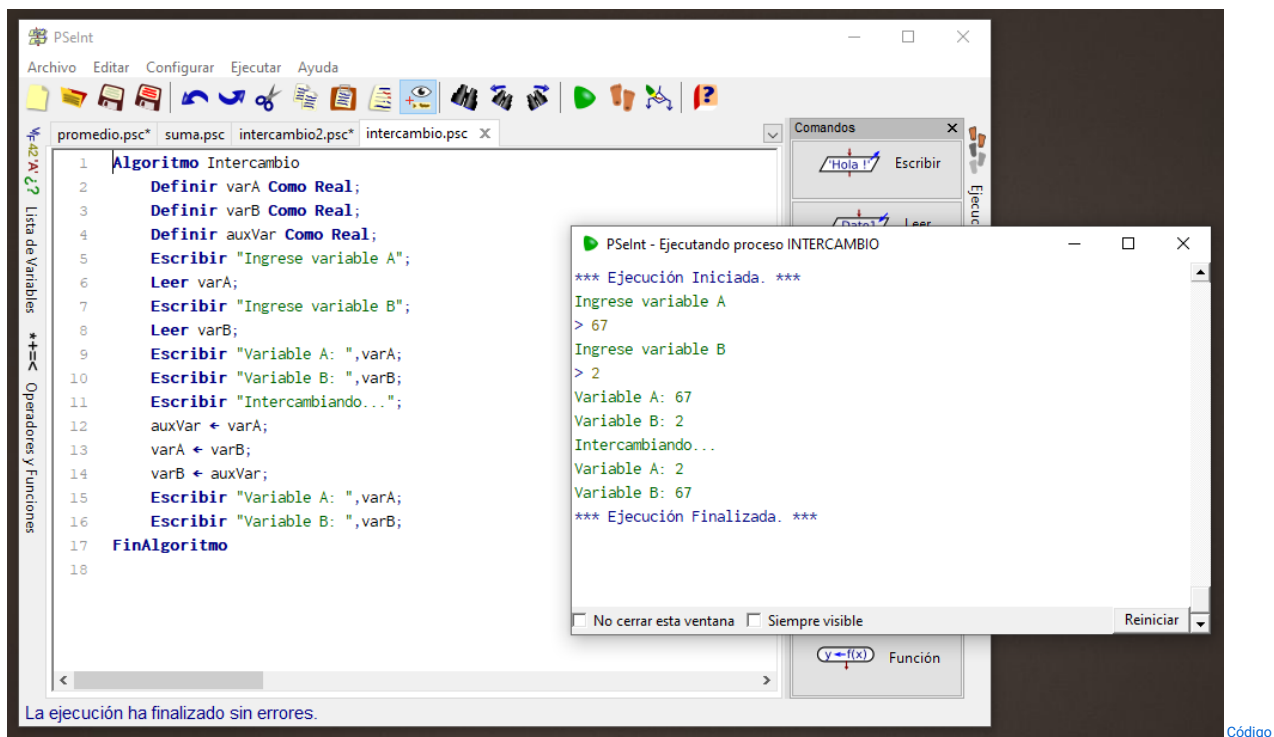 PSeInt
Archivo Editar Configurar Ejecutar Ayuda
promedio.psc* suma.psc intercambio2.psc* intercambio.psc X
1 Algoritmo Intercambio
2 Definir varA Como Real;
3 Definir varB Como Real;
4 Definir auxVar Como Real;
5 Escribir "Ingrese variable A";
6 Leer varA;
7 Escribir "Ingrese variable B";
8 Leer varB;
9 Escribir "Variable A: ",varA;
10 Escribir "Variable B: ",varB;
11 Escribir "Intercambiando...";
12 auxVar ← varA;
13 varA ← varB;
14 varB ← auxVar;
15 Escribir "Variable A: ",varA;
16 Escribir "Variable B: ",varB;
17 FinAlgoritmo
18
42 'A' ¿? Lista de Variables
*+=< Operadores y Funciones
Comandos
'Hola !' Escribir
Dato1 Leer
Ejecuc
PSeInt - Ejecutando proceso INTERCAMBIO
*** Ejecución Iniciada. ***
Ingrese variable A
> 67
Ingrese variable B
> 2
Variable A: 67
Variable B: 2
Intercambiando...
Variable A: 2
Variable B: 67
*** Ejecución Finalizada. ***
No cerrar esta ventana Siempre visible Reiniciar
y←f(x) Función
La ejecución ha finalizado sin errores.
Código